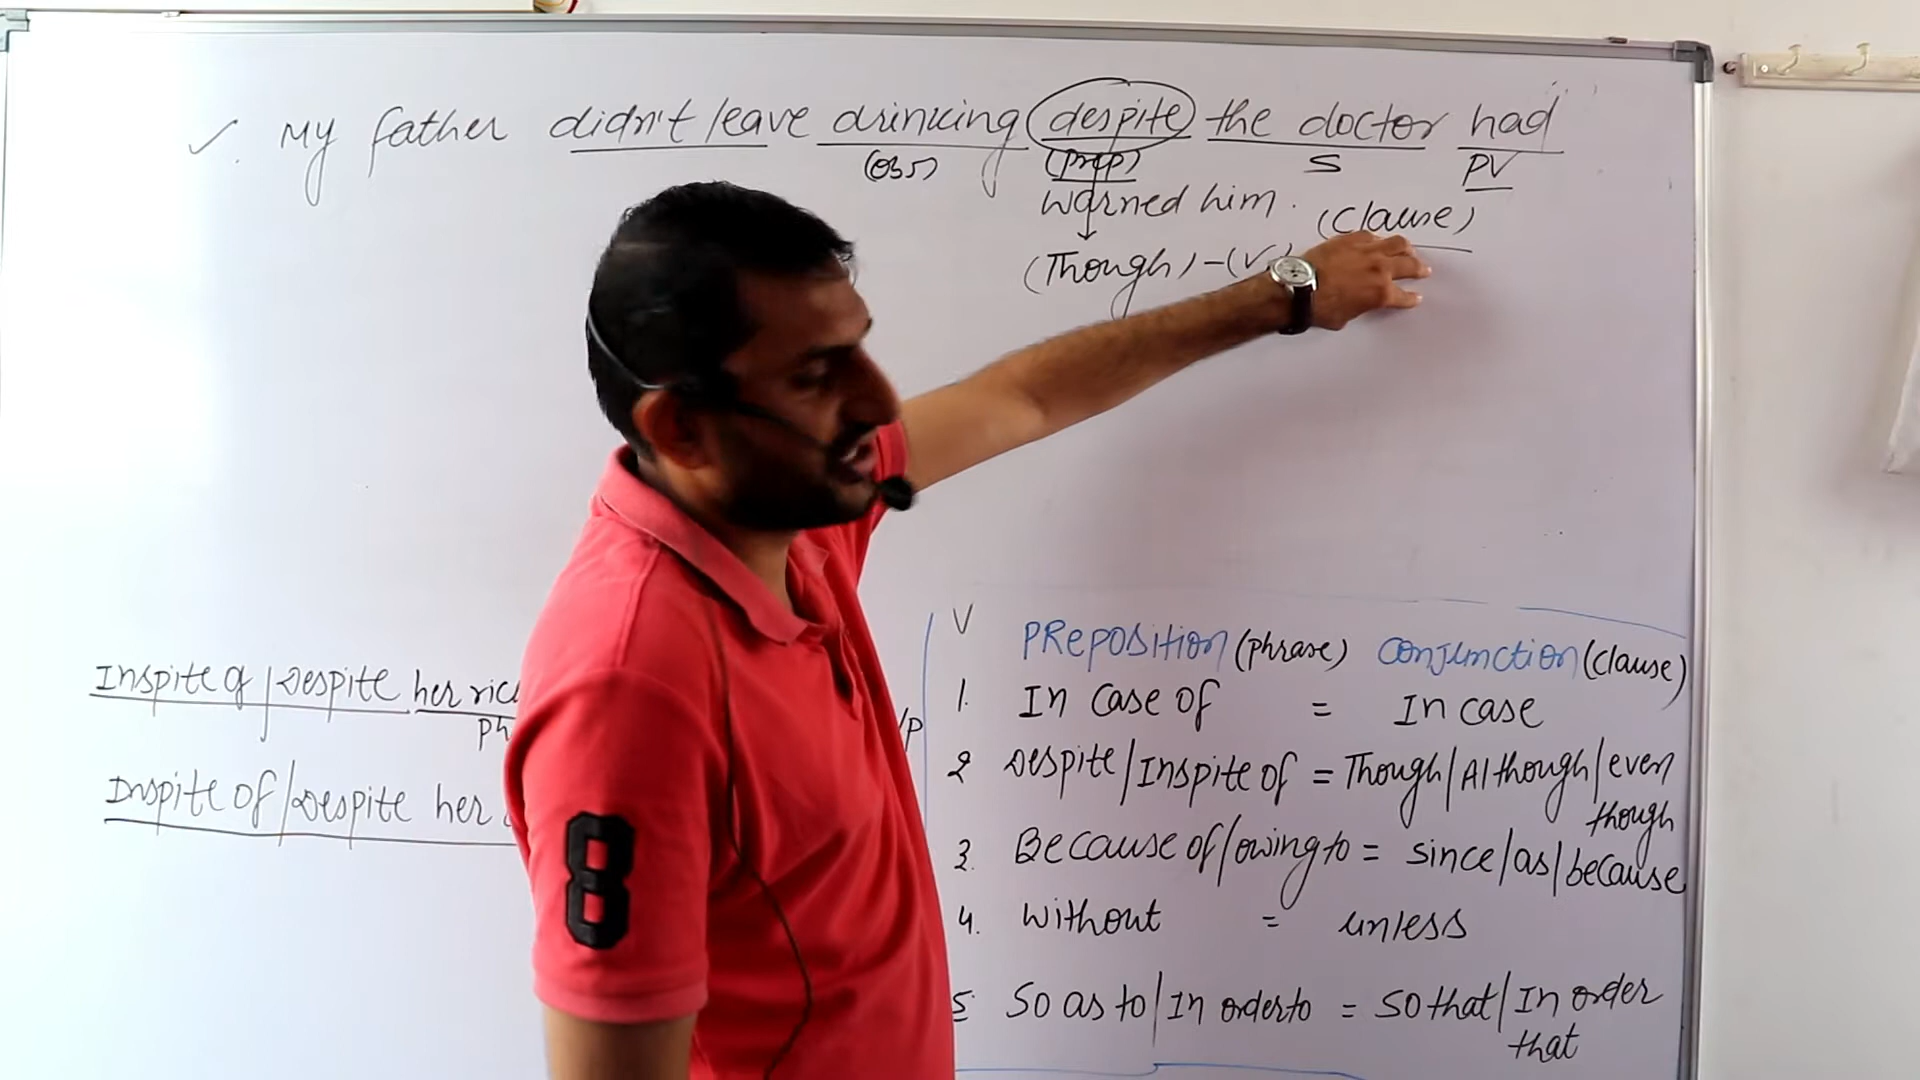 ✓. My father didn't leave drinking despite the doctor had
(obj) (prep) S PV
warned him. (Clause)
(Though) – (V
Inspite of / Despite her
ph /p
Inspite of / Despite her
8
V
PREPOSITION (phrase) CONJUNCTION (clause)
1. In case of = In case
2 Despite / Inspite of = Though / Although / even
though
3. Because of / owing to = since / as / because
4. without = unless
5. So as to / In order to = So that / In order
that